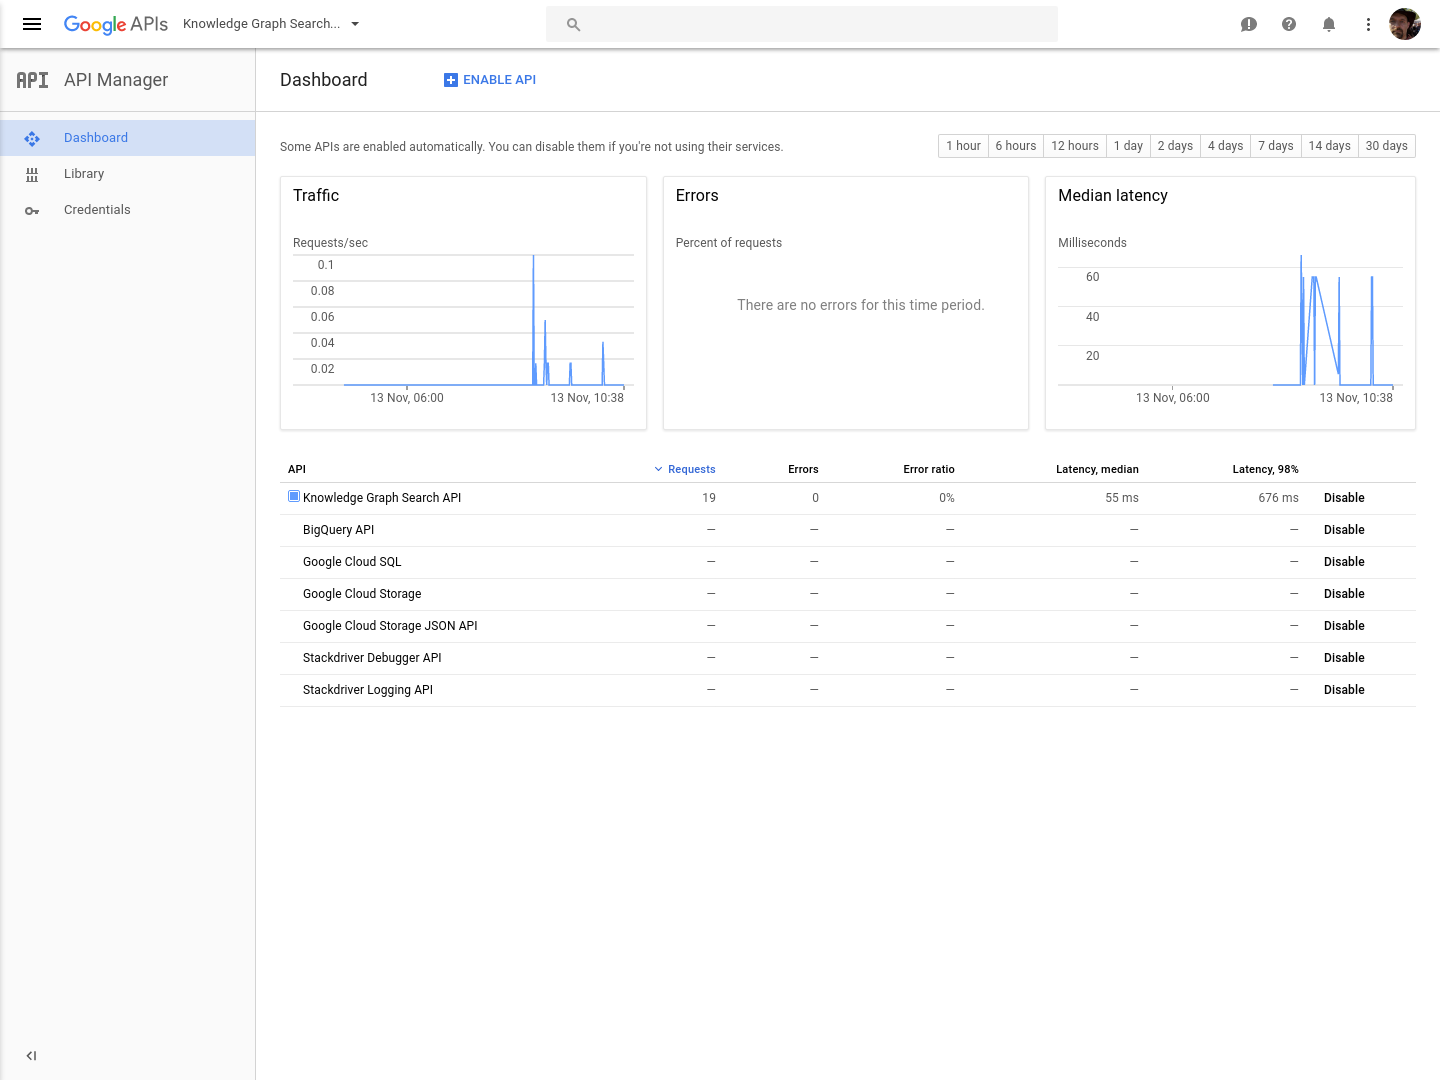 Google APIs Knowledge Graph Search...
API API Manager
Dashboard ENABLE API
Dashboard
Library
Credentials
Some APIs are enabled automatically. You can disable them if you're not using their services.
1 hour 6 hours 12 hours 1 day 2 days 4 days 7 days 14 days 30 days
Traffic
Requests/sec
0.1
0.08
0.06
0.04
0.02
13 Nov, 06:00 13 Nov, 10:38
Errors
Percent of requests
There are no errors for this time period.
Median latency
Milliseconds
60
40
20
13 Nov, 06:00 13 Nov, 10:38
API Requests Errors Error ratio Latency, median Latency, 98%
Knowledge Graph Search API 19 0 0% 55 ms 676 ms Disable
BigQuery API — — — — — Disable
Google Cloud SQL — — — — — Disable
Google Cloud Storage — — — — — Disable
Google Cloud Storage JSON API — — — — — Disable
Stackdriver Debugger API — — — — — Disable
Stackdriver Logging API — — — — — Disable